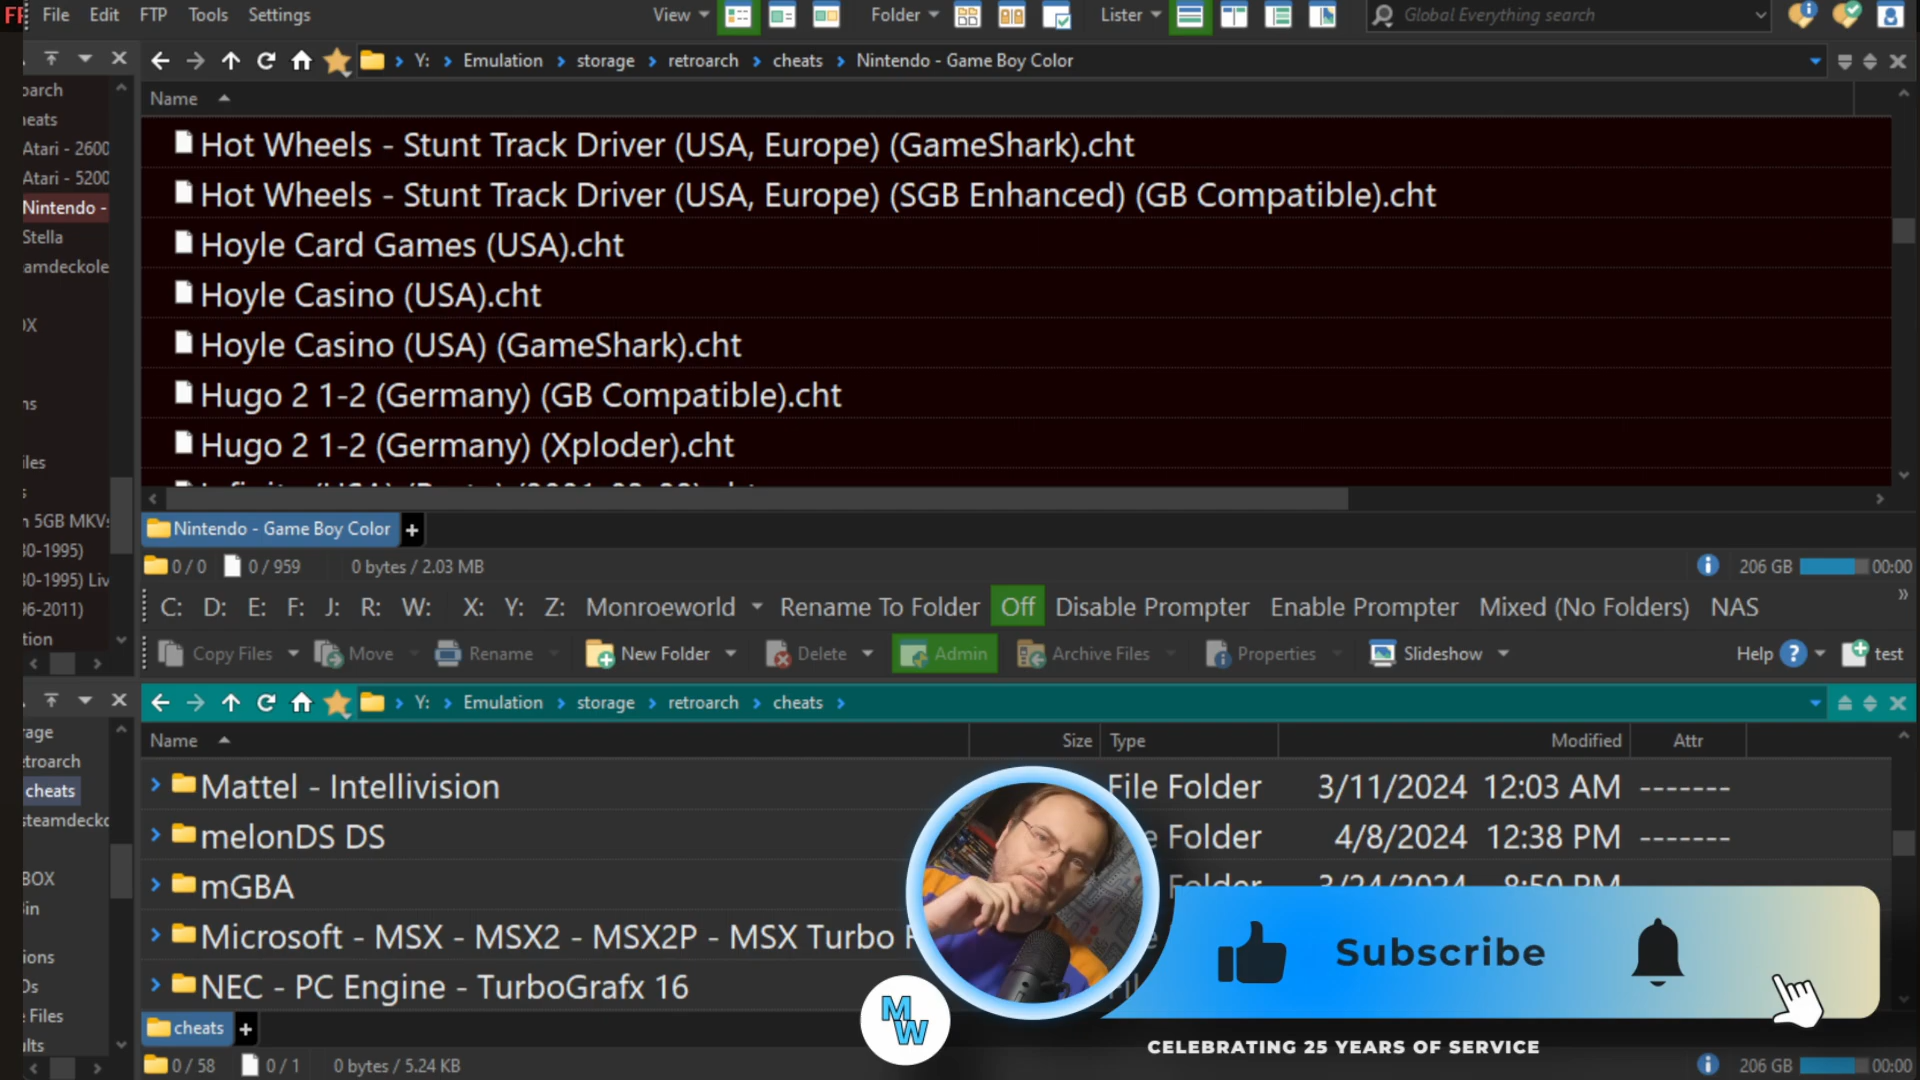 File Edit FTP Tools Settings View Folder Lister Global Everything search
Y: Emulation storage retroarch cheats Nintendo - Game Boy Color
Name
Atari - 2600
Atari - 5200
Nintendo -
Stella
Hot Wheels - Stunt Track Driver (USA, Europe) (GameShark).cht
Hot Wheels - Stunt Track Driver (USA, Europe) (SGB Enhanced) (GB Compatible).cht
Hoyle Card Games (USA).cht
Hoyle Casino (USA).cht
Hoyle Casino (USA) (GameShark).cht
Hugo 2 1-2 (Germany) (GB Compatible).cht
Hugo 2 1-2 (Germany) (Xploder).cht
Nintendo - Game Boy Color +
0 / 0 0 / 959 0 bytes / 2.03 MB 206 GB 00:00
C: D: E: F: J: R: W: X: Y: Z: Monroeworld Rename To Folder Off Disable Prompter Enable Prompter Mixed (No Folders) NAS
Copy Files Move Rename New Folder Delete Admin Archive Files Properties Slideshow Help test
Y: Emulation storage retroarch cheats
Name Size Type Modified Attr
cheats
Mattel - Intellivision File Folder 3/11/2024 12:03 AM -------
melonDS DS Folder 4/8/2024 12:38 PM -------
mGBA
Microsoft - MSX - MSX2 - MSX2P - MSX Turbo
NEC - PC Engine - TurboGrafx 16
Subscribe
MW
CELEBRATING 25 YEARS OF SERVICE
cheats +
0 / 58 0 / 1 0 bytes / 5.24 KB 206 GB 00:00